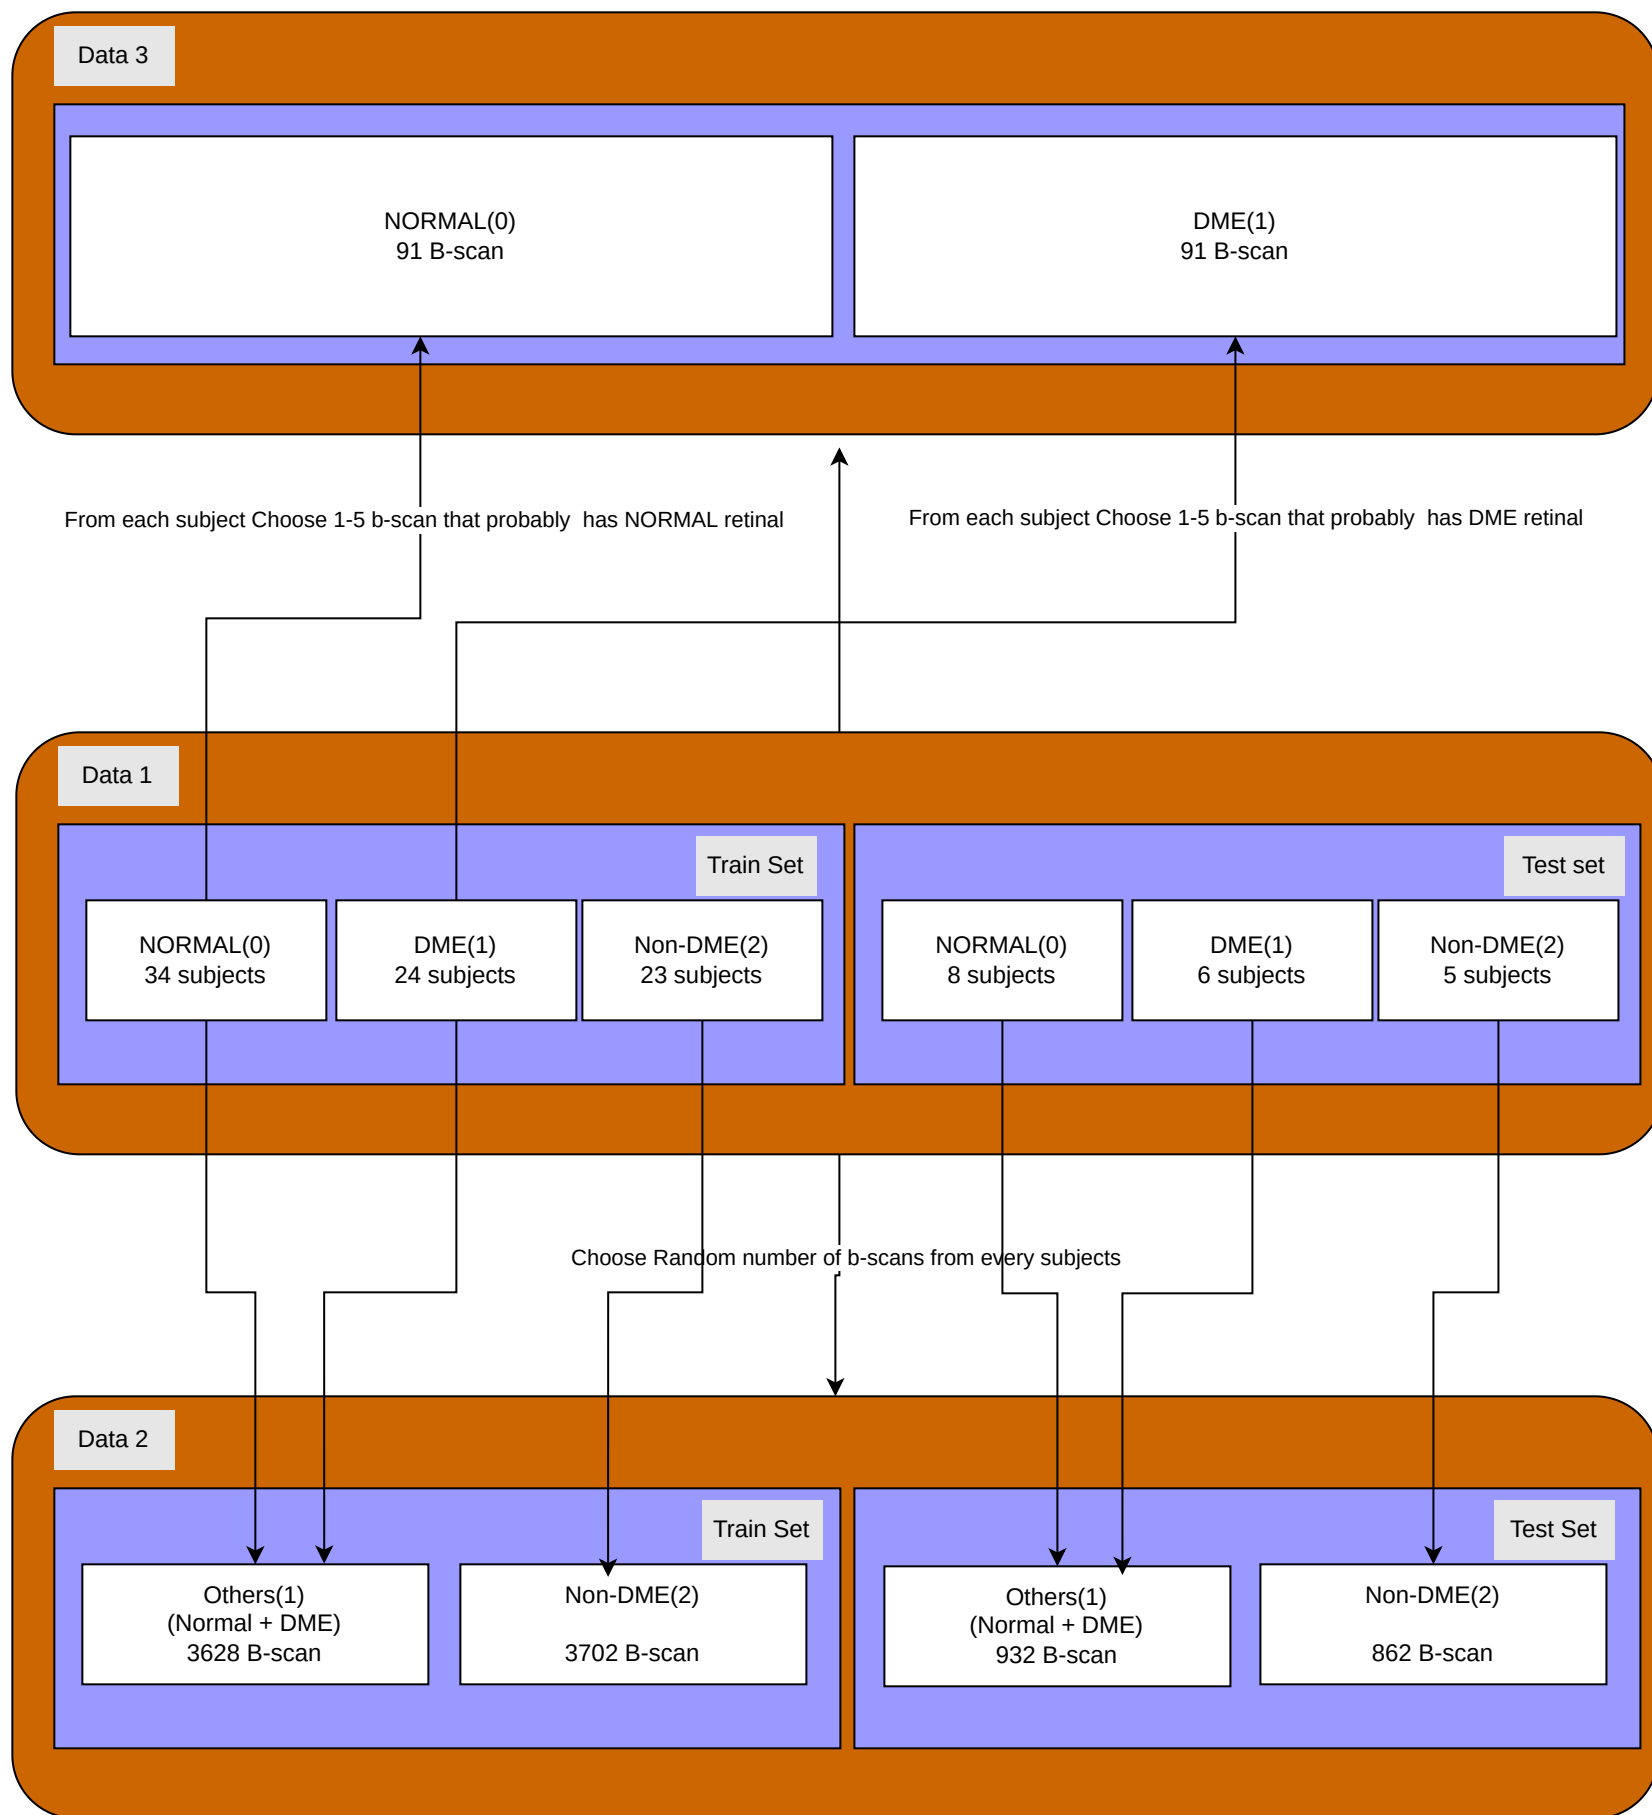 Data 3
NORMAL(0)
91 B-scan
DME(1)
91 B-scan
From each subject Choose 1-5 b-scan that probably  has NORMAL retinal
From each subject Choose 1-5 b-scan that probably  has DME retinal
Data 1
Train Set
NORMAL(0)
34 subjects
DME(1)
24 subjects
Non-DME(2)
23 subjects
Test set
NORMAL(0)
8 subjects
DME(1)
6 subjects
Non-DME(2)
5 subjects
Choose Random number of b-scans from every subjects
Data 2
Train Set
Others(1)
(Normal + DME)
3628 B-scan
Non-DME(2)
3702 B-scan
Test Set
Others(1)
(Normal + DME)
932 B-scan
Non-DME(2)
862 B-scan